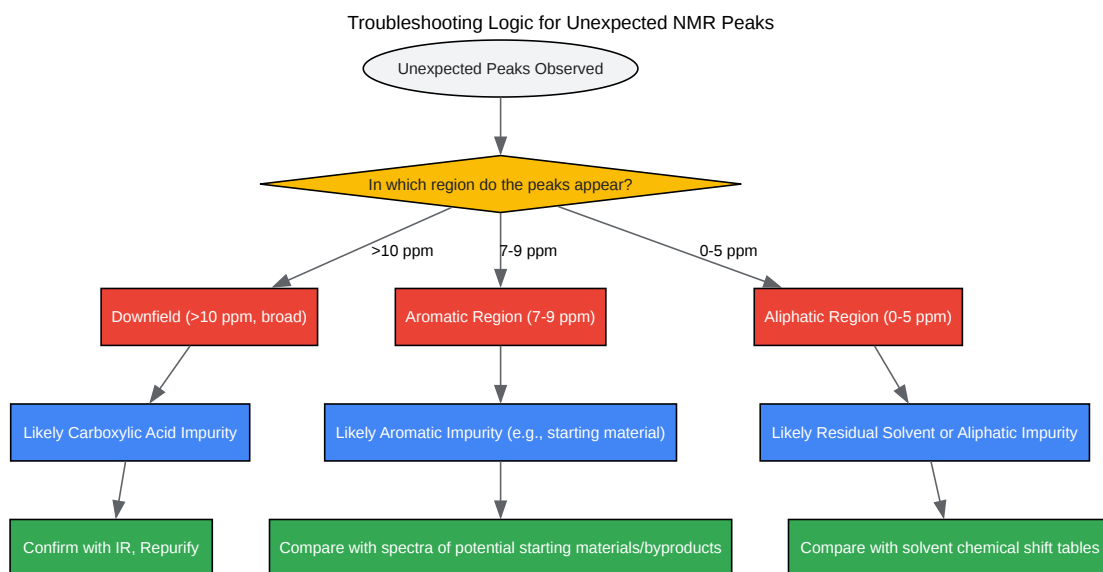 Troubleshooting Logic for Unexpected NMR Peaks
Unexpected Peaks Observed
In which region do the peaks appear?
>10 ppm
7-9 ppm
0-5 ppm
Downfield (>10 ppm, broad)
Aromatic Region (7-9 ppm)
Aliphatic Region (0-5 ppm)
Likely Carboxylic Acid Impurity
Likely Aromatic Impurity (e.g., starting material)
Likely Residual Solvent or Aliphatic Impurity
Confirm with IR, Repurify
Compare with spectra of potential starting materials/byproducts
Compare with solvent chemical shift tables